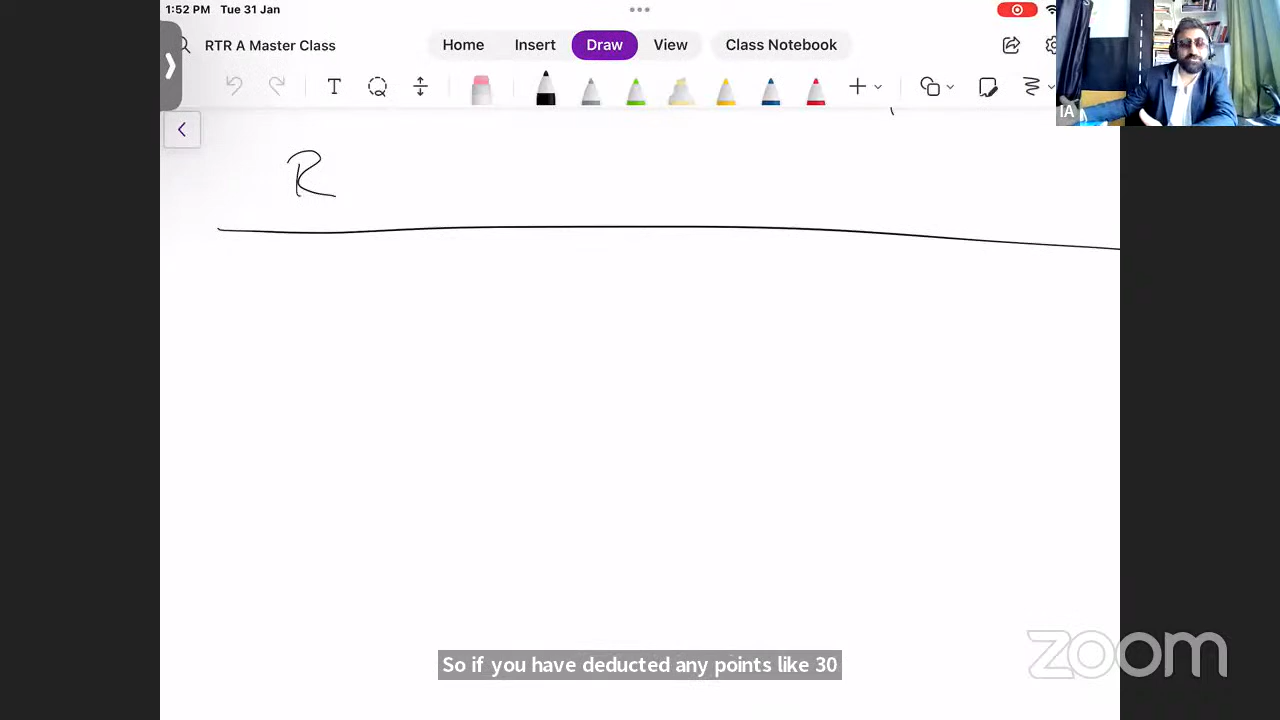 1:52 PM Tue 31 Jan
RTR A Master Class
Home Insert Draw View Class Notebook
T
IA
R
So if you have deducted any points like 30
zoom